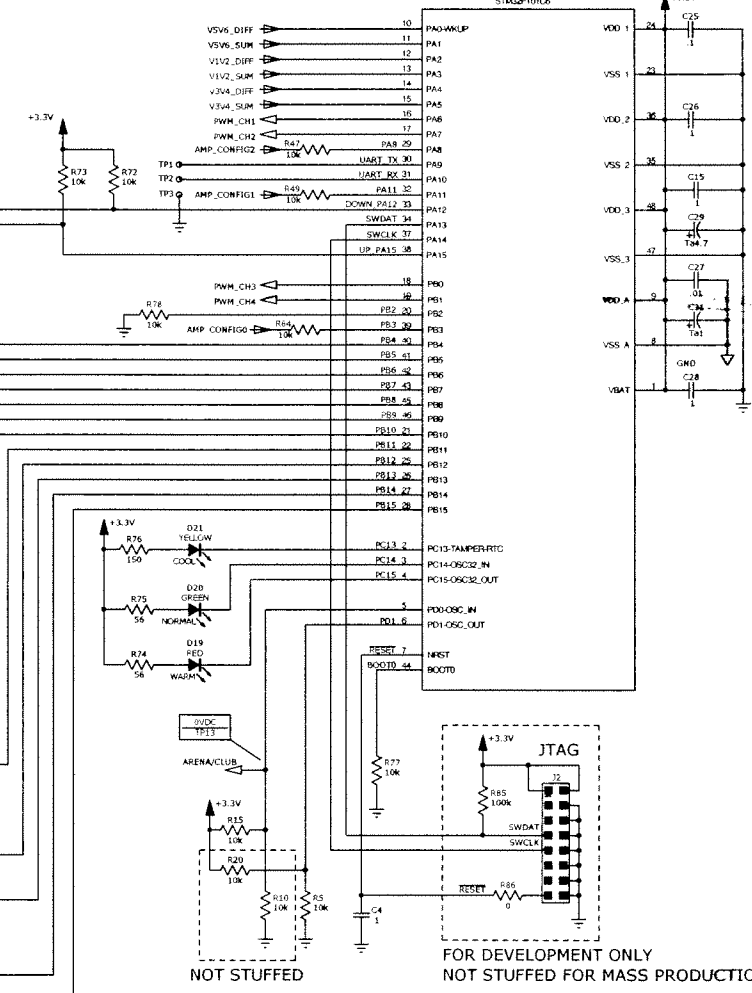 STM32-101C6
V5V6_DIFF 10 PA0-WKUP VDD_1 24 C25 .1
V5V6_SUM 11 PA1
V1V2_DIFF 12 PA2
V1V2_SUM 13 PA3 VSS_1 23
V3V4_DIFF 14 PA4
V3V4_SUM 15 PA5
PWM_CH1 16 PA6 VDD_2 36 C26 .1
PWM_CH2 17 PA7
AMP_CONFIG2 R47 10k PA8 29 PA8
TP1 UART_TX 30 PA9 VSS_2 35
TP2 UART_RX 31 PA10
TP3 AMP_CONFIG1 R49 10k PA11 32 PA11
+3.3V
R73 10k
R72 10k
C15 1
DOWN_PA12 33 PA12 VDD_3 48
SWDAT 34 PA13 C29 + Ta4.7
SWCLK 37 PA14
UP_PA15 38 PA15 VSS_3 47
C27 .01
PWM_CH3 18 PB0
PWM_CH4 19 PB1 VDD_A 9
R78 10k PB2 20 PB2
+ Ta1
AMP_CONFIG0 R64 10k PB3 39 PB3
PB4 40 PB4 VSS_A 8
PB5 41 PB5
GND
PB6 42 PB6
C28 1
PB7 43 PB7 VBAT 1
PB8 45 PB8
PB9 46 PB9
PB10 21 PB10
PB11 22 PB11
PB12 25 PB12
PB13 26 PB13
PB14 27 PB14
PB15 28 PB15
+3.3V
R76 150 D21 YELLOW COOL PC13 2 PC13-TAMPER-RTC
PC14 3 PC14-OSC32_IN
PC15 4 PC15-OSC32_OUT
R75 56 D20 GREEN NORMAL 5 PD0-OSC_IN
PD1 6 PD1-OSC_OUT
R74 56 D19 RED WARM
RESET 7 NRST
BOOT0 44 BOOT0
0VDC
TP13
ARENA/CLUB
R77 10k
+3.3V
JTAG
J2
R85 100k
SWDAT
SWCLK
RESET R86 0
+3.3V
R15 10k
R20 10k
R10 10k
R5 10k
C4 1
NOT STUFFED
FOR DEVELOPMENT ONLY
NOT STUFFED FOR MASS